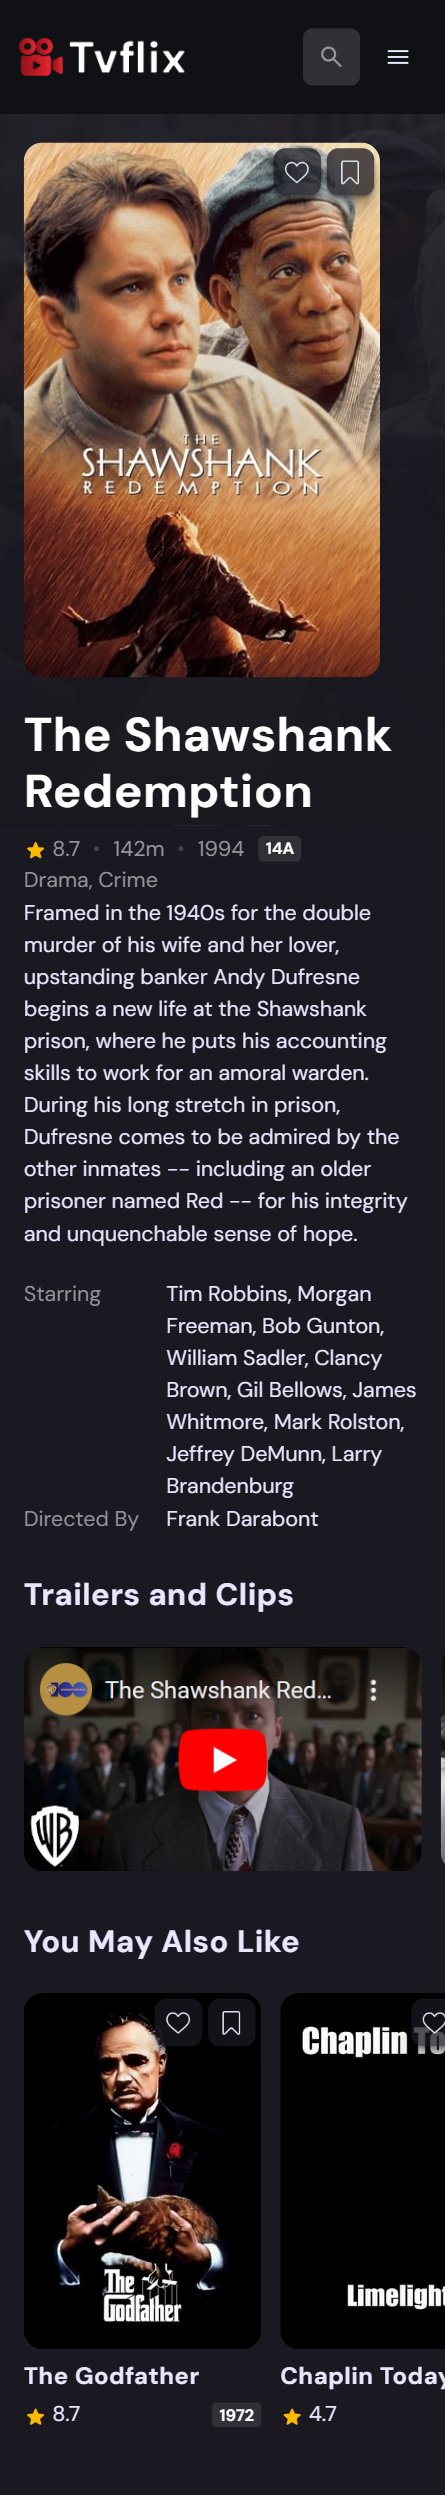 Tvflix
THE
SHAWSHANK
REDEMPTION
The Shawshank
Redemption
8.7 • 142m • 1994 14A
Drama, Crime
Framed in the 1940s for the double
murder of his wife and her lover,
upstanding banker Andy Dufresne
begins a new life at the Shawshank
prison, where he puts his accounting
skills to work for an amoral warden.
During his long stretch in prison,
Dufresne comes to be admired by the
other inmates -- including an older
prisoner named Red -- for his integrity
and unquenchable sense of hope.
Starring Tim Robbins, Morgan
Freeman, Bob Gunton,
William Sadler, Clancy
Brown, Gil Bellows, James
Whitmore, Mark Rolston,
Jeffrey DeMunn, Larry
Brandenburg
Directed By Frank Darabont
Trailers and Clips
100
The Shawshank Red...
WB
You May Also Like
The
Godfather
Chaplin To
Limelight
The Godfather
8.7 1972
Chaplin Today
4.7